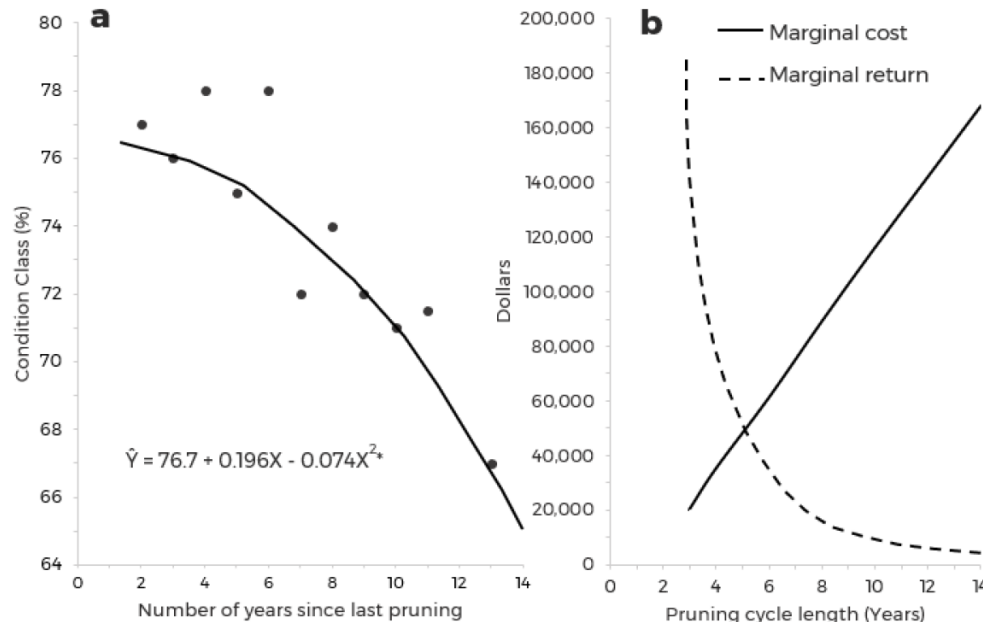 a
80
78
76
74
72
70
68
66
64
Condition Class (%)
Ŷ = 76.7 + 0.196X - 0.074X²*
0 2 4 6 8 10 12 14
Number of years since last pruning
b
Marginal cost
Marginal return
200,000
180,000
160,000
140,000
120,000
100,000
80,000
60,000
40,000
20,000
0
Dollars
0 2 4 6 8 10 12 14
Pruning cycle length (Years)